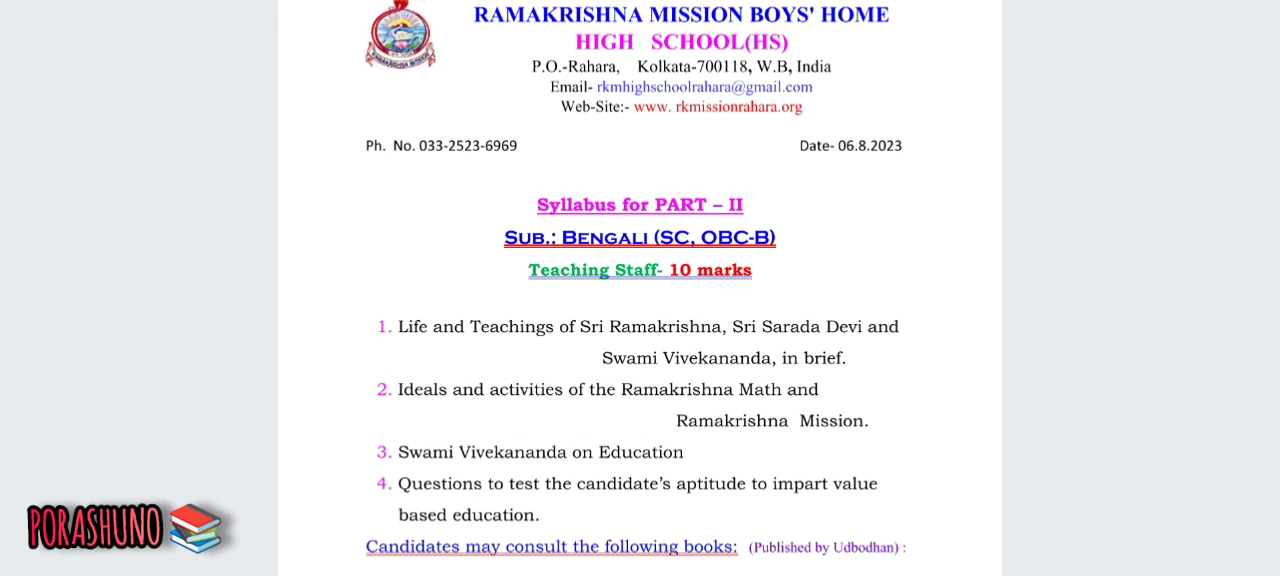 RAMAKRISHNA MISSION BOYS' HOME
HIGH SCHOOL(HS)
P.O.-Rahara, Kolkata-700118, W.B, India
Email- rkmhighschoolrahara@gmail.com
Web-Site:- www. rkmissionrahara.org
Ph. No. 033-2523-6969 Date- 06.8.2023
Syllabus for PART – II
SUB.: BENGALI (SC, OBC-B)
Teaching Staff- 10 marks
1. Life and Teachings of Sri Ramakrishna, Sri Sarada Devi and
Swami Vivekananda, in brief.
2. Ideals and activities of the Ramakrishna Math and
Ramakrishna Mission.
3. Swami Vivekananda on Education
4. Questions to test the candidate’s aptitude to impart value
based education.
Candidates may consult the following books: (Published by Udbodhan) :
PORASHUNO